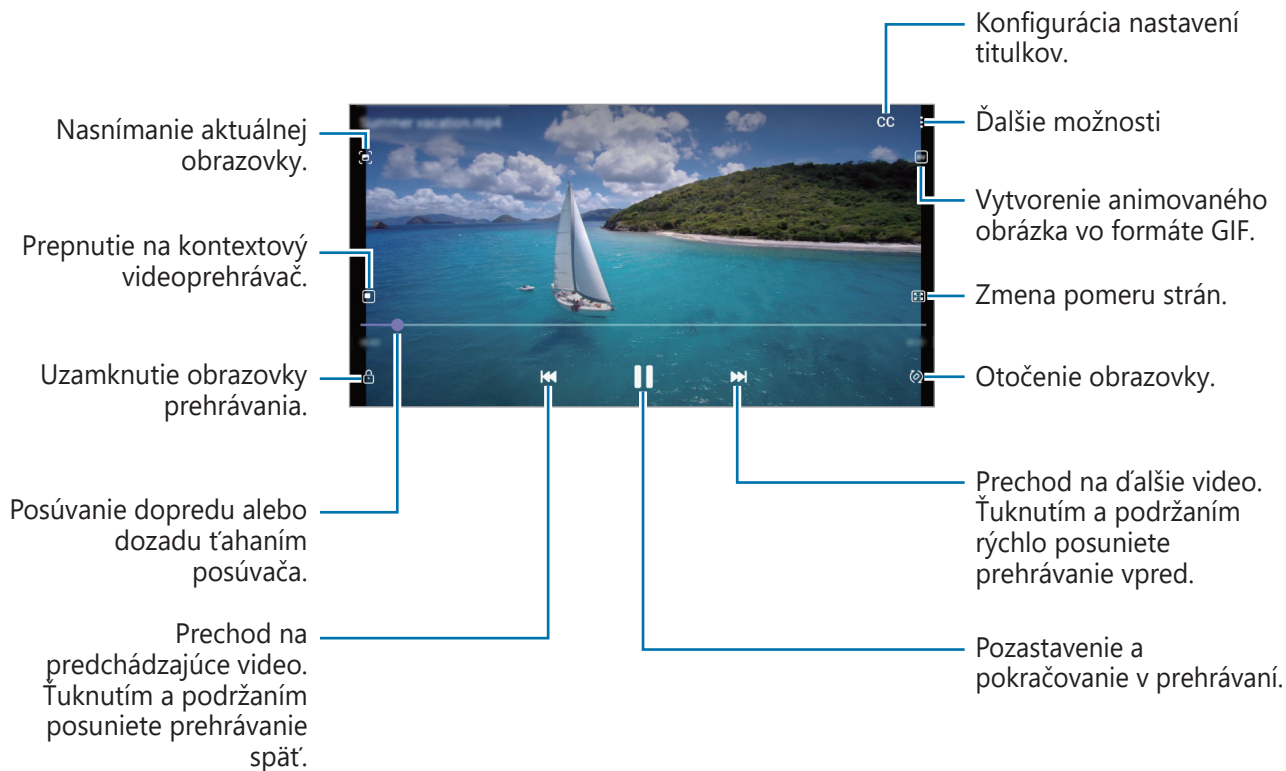 Konfigurácia nastavení
titulkov.
Nasnímanie aktuálnej
obrazovky.
CC
Ďalšie možnosti
Vytvorenie animovaného
obrázka vo formáte GIF.
Prepnutie na kontextový
videoprehrávač.
Zmena pomeru strán.
Uzamknutie obrazovky
prehrávania.
Otočenie obrazovky.
Posúvanie dopredu alebo
dozadu ťahaním
posúvača.
Prechod na ďalšie video.
Ťuknutím a podržaním
rýchlo posuniete
prehrávanie vpred.
Prechod na
predchádzajúce video.
Ťuknutím a podržaním
posuniete prehrávanie
späť.
Pozastavenie a
pokračovanie v prehrávaní.